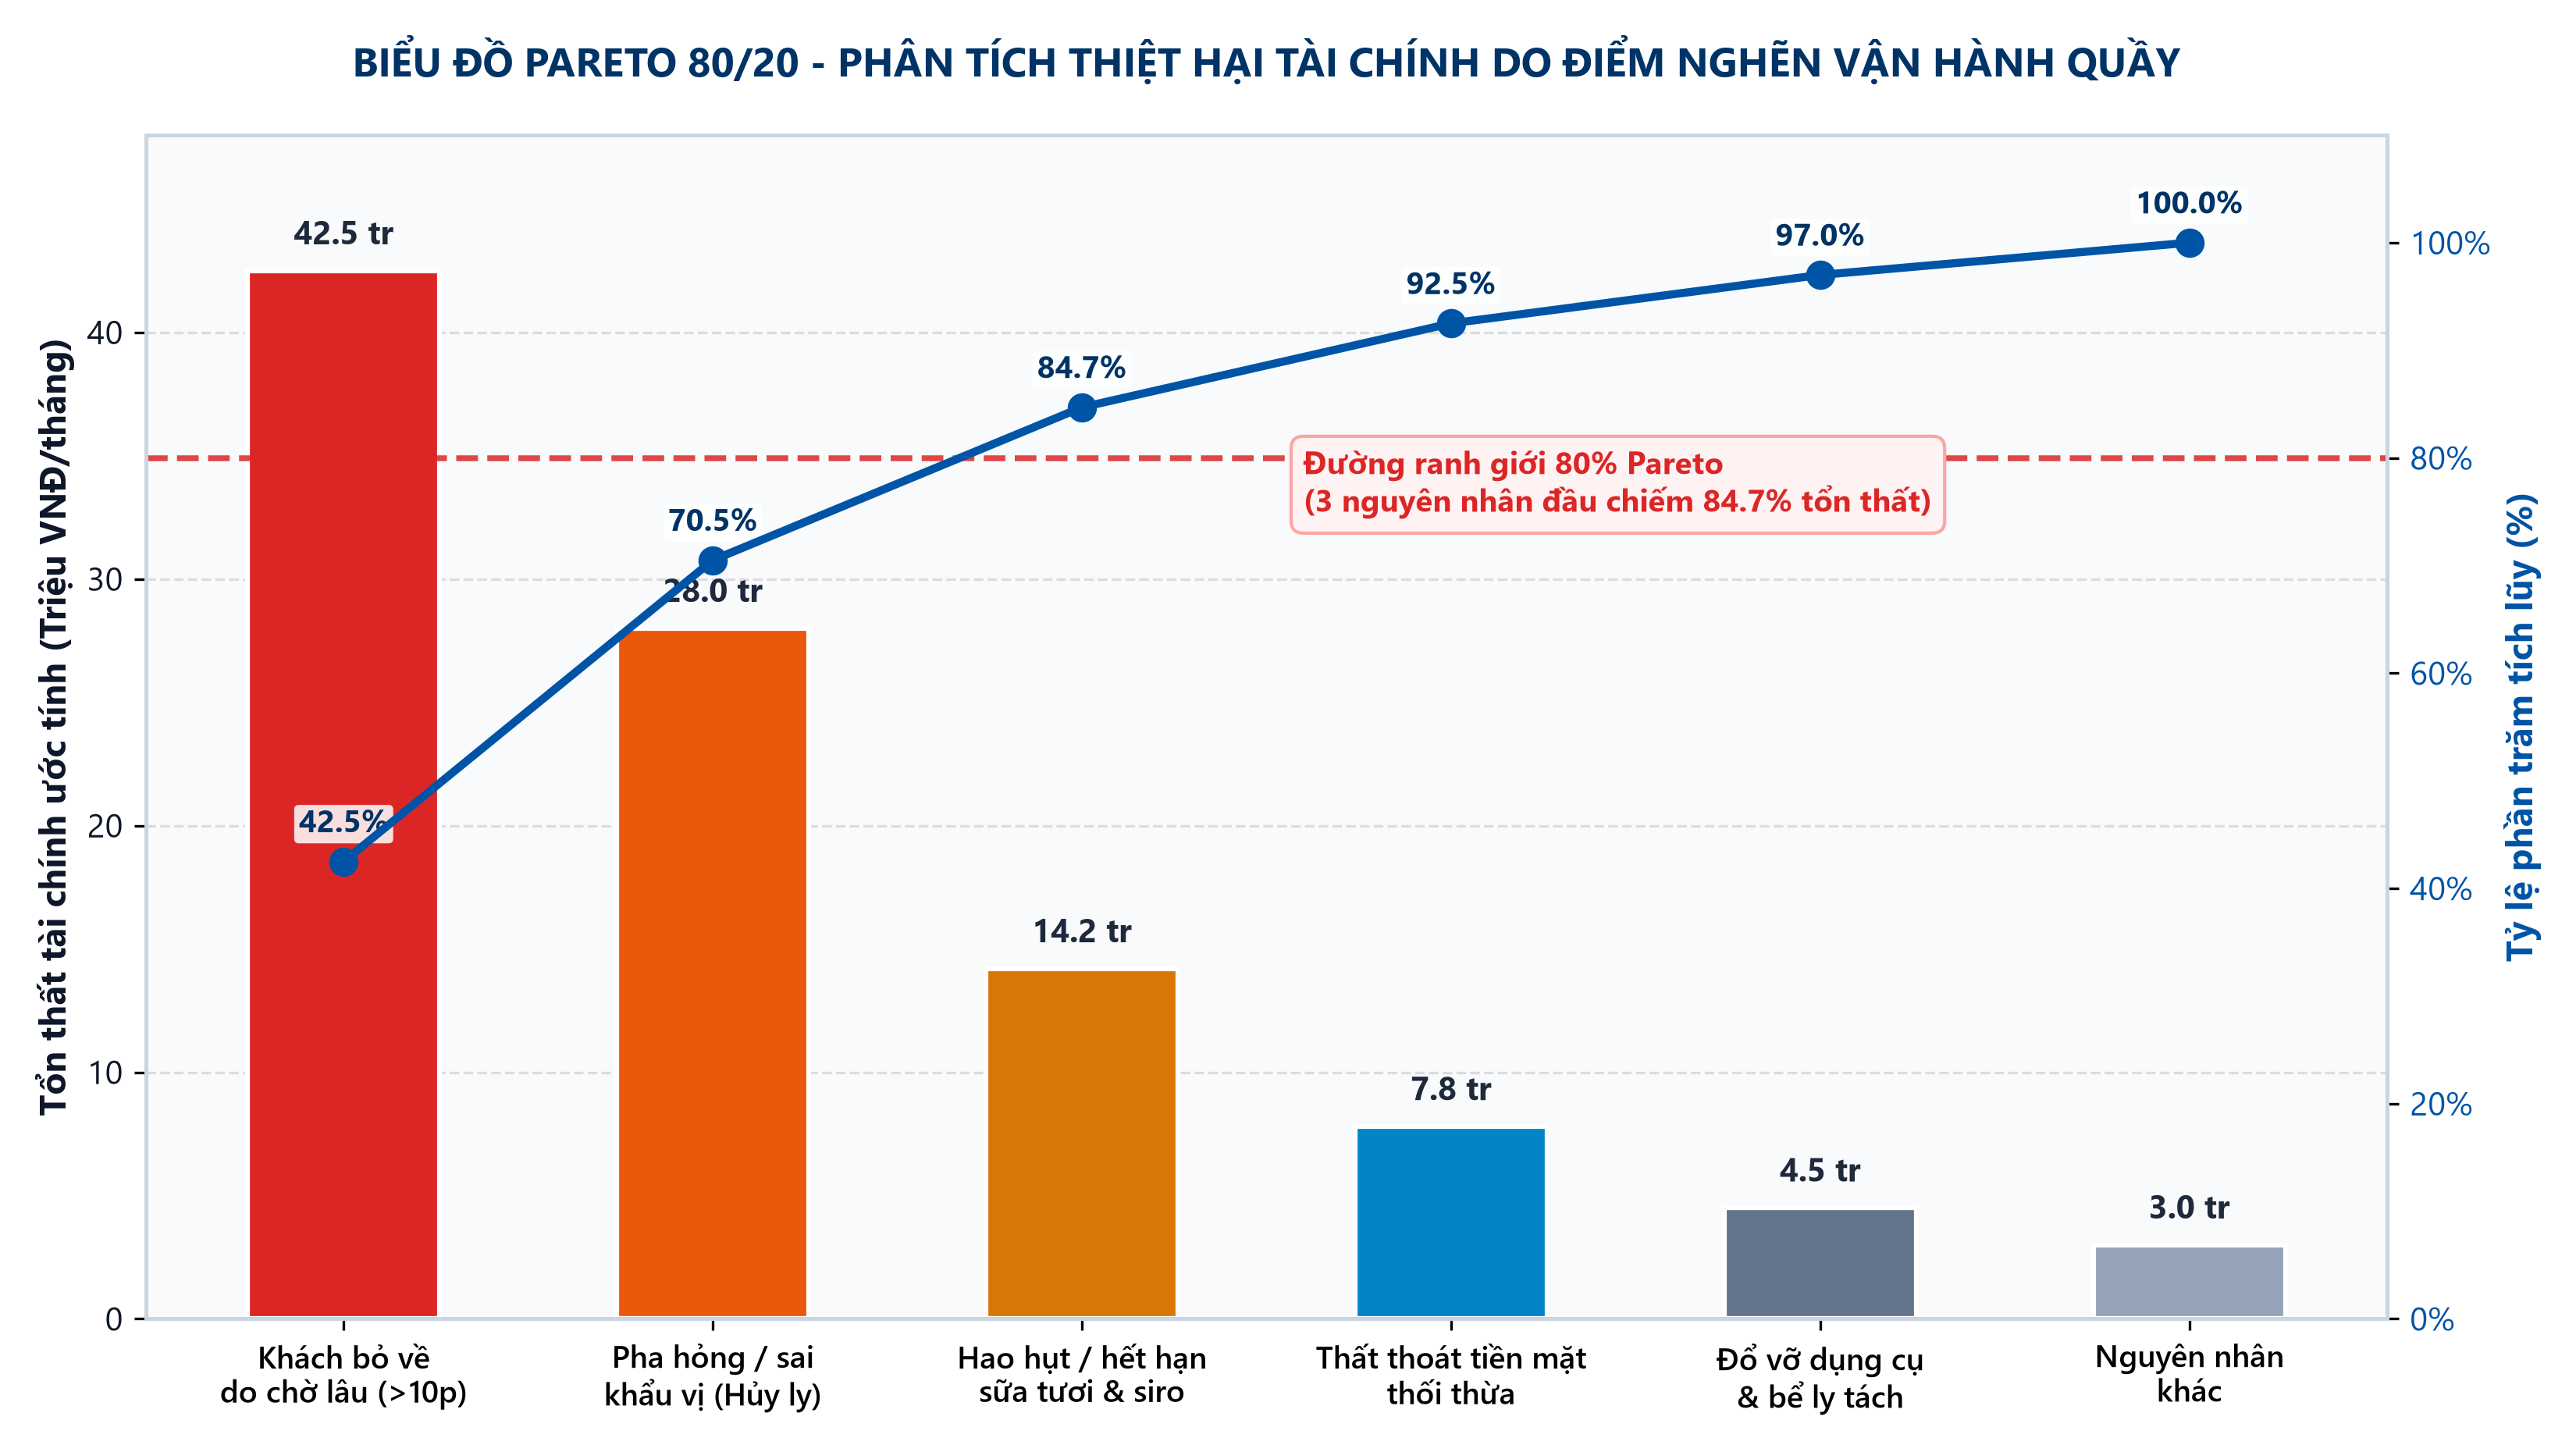 BIỂU ĐỒ PARETO 80/20 - PHÂN TÍCH THIỆT HẠI TÀI CHÍNH DO ĐIỂM NGHẼN VẬN HÀNH QUẦY
Tổn thất tài chính ước tính (Triệu VNĐ/tháng)
40
30
20
10
0
42.5 tr
28.0 tr
14.2 tr
7.8 tr
4.5 tr
3.0 tr
42.5%
70.5%
84.7%
92.5%
97.0%
100.0%
Đường ranh giới 80% Pareto
(3 nguyên nhân đầu chiếm 84.7% tổn thất)
100%
80%
60%
40%
20%
0%
Tỷ lệ phần trăm tích lũy (%)
Khách bỏ về
do chờ lâu (>10p)
Pha hỏng / sai
khẩu vị (Hủy ly)
Hao hụt / hết hạn
sữa tươi & siro
Thất thoát tiền mặt
thối thừa
Đổ vỡ dụng cụ
& bể ly tách
Nguyên nhân
khác